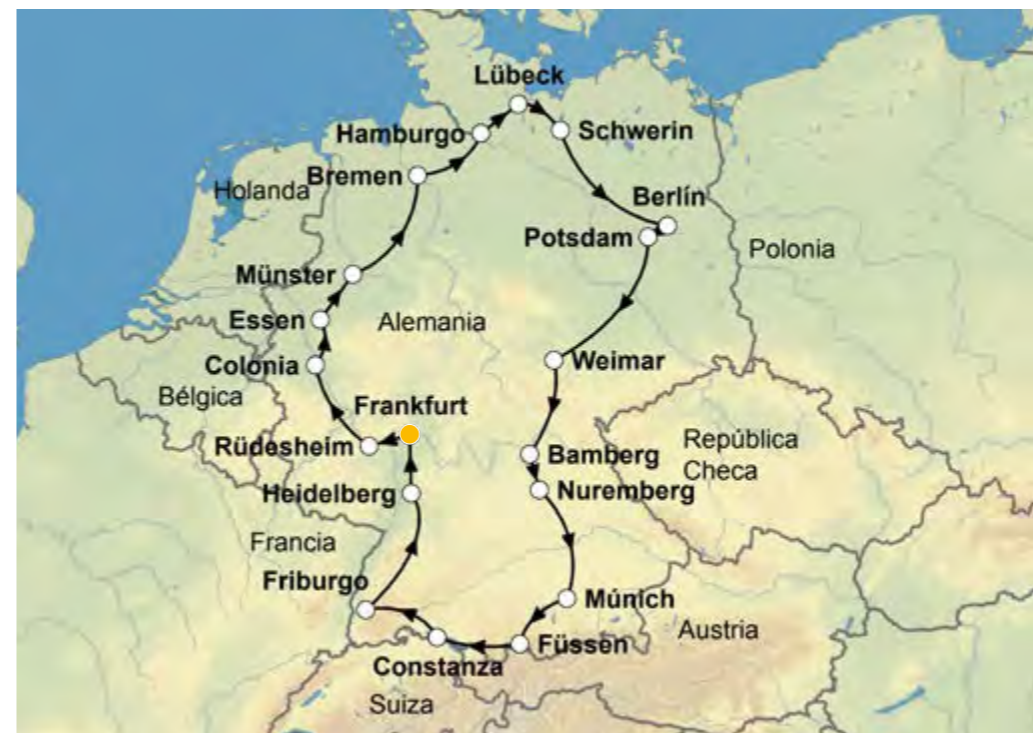 Lübeck
Hamburgo
Schwerin
Bremen
Holanda
Berlín
Potsdam
Polonia
Münster
Essen
Alemania
Colonia
Weimar
Bélgica
Frankfurt
Rüdesheim
Bamberg
República
Checa
Heidelberg
Nuremberg
Francia
Friburgo
Múnich
Austria
Füssen
Constanza
Suiza